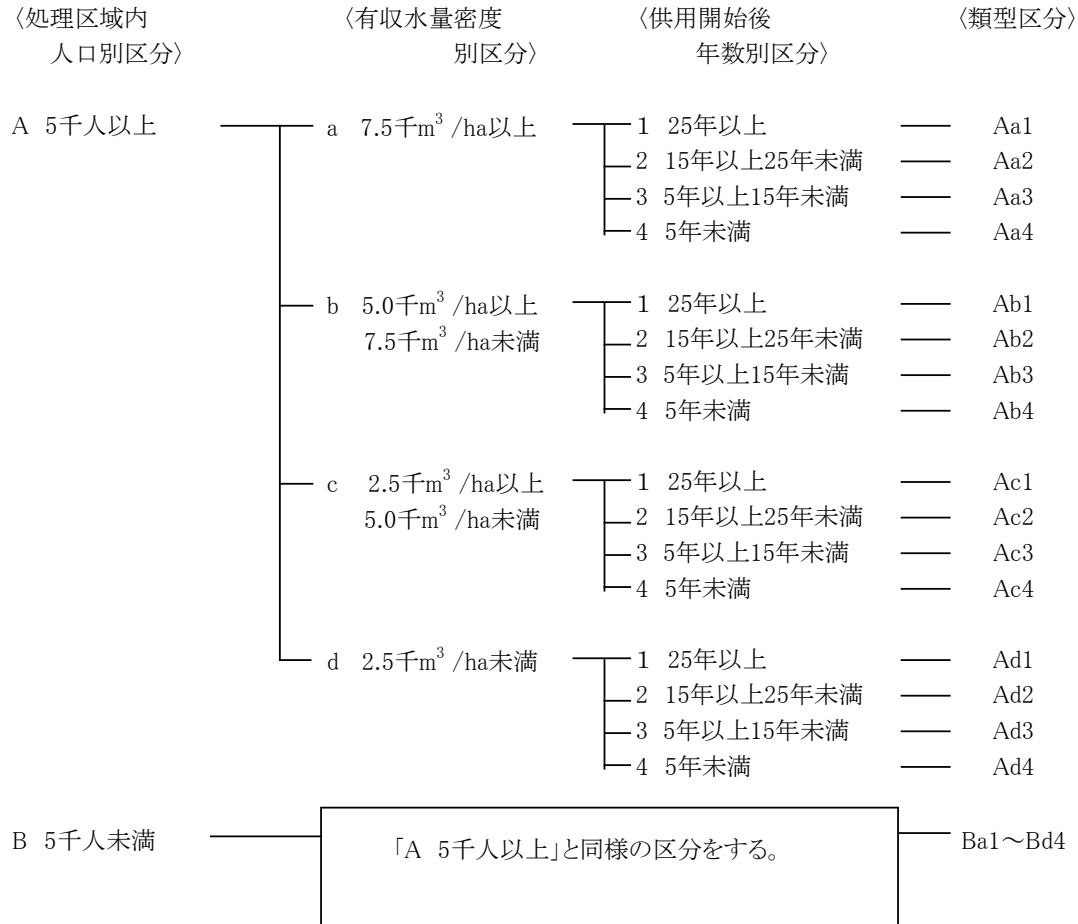 〈処理区域内 〈有収水量密度 〈供用開始後 〈類型区分〉
人口別区分〉 別区分〉 年数別区分〉
A 5千人以上 a 7.5千m³/ha以上 1 25年以上 Aa1
2 15年以上25年未満 Aa2
3 5年以上15年未満 Aa3
4 5年未満 Aa4
b 5.0千m³/ha以上 1 25年以上 Ab1
7.5千m³/ha未満 2 15年以上25年未満 Ab2
3 5年以上15年未満 Ab3
4 5年未満 Ab4
c 2.5千m³/ha以上 1 25年以上 Ac1
5.0千m³/ha未満 2 15年以上25年未満 Ac2
3 5年以上15年未満 Ac3
4 5年未満 Ac4
d 2.5千m³/ha未満 1 25年以上 Ad1
2 15年以上25年未満 Ad2
3 5年以上15年未満 Ad3
4 5年未満 Ad4
B 5千人未満 「A 5千人以上」と同様の区分をする。 Ba1～Bd4